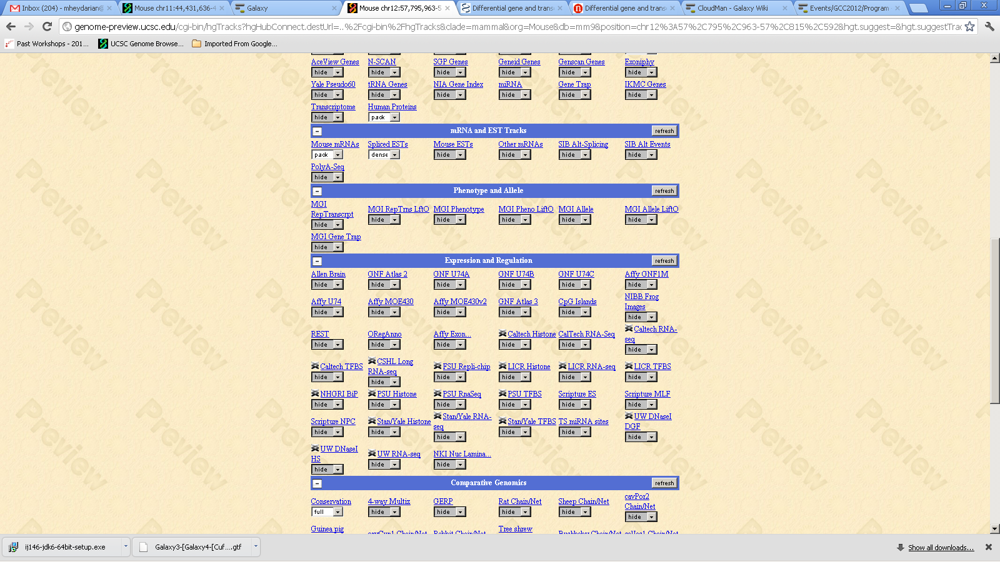 Inbox (204) - mheydarian@
Mouse chr11:44,431,636-4
Galaxy
Mouse chr12:57,795,963-5
Differential gene and trans
Differential gene and trans
CloudMan - Galaxy Wiki
Events/GCC2012/Program
genome-preview.ucsc.edu/cgi-bin/hgTracks?hgHubConnect.destUrl=..%2Fcgi-bin%2FhgTracks&clade=mammal&org=Mouse&db=mm9&position=chr12%3A57%2C795%2C963-57%2C815%2C592&hgt.suggest=&hgt.suggestTrac
Past Workshops - 201...
UCSC Genome Browse...
Imported From Google...
AceView Genes N-SCAN SGP Genes Geneid Genes Genscan Genes Exoniphy
hide hide hide hide hide hide
Yale Pseudo60 tRNA Genes NIA Gene Index miRNA Gene Trap IKMC Genes
hide hide hide hide hide hide
Transcriptome Human Proteins
hide pack
mRNA and EST Tracks refresh
Mouse mRNAs Spliced ESTs Mouse ESTs Other mRNAs SIB Alt-Splicing SIB Alt Events
pack dense hide hide hide hide
PolyA-Seq
hide
Phenotype and Allele refresh
MGI RepTranscrpt MGI RepTrns LftO MGI Phenotype MGI Pheno LiftO MGI Allele MGI Allele LiftO
hide hide hide hide hide hide
MGI Gene Trap
hide
Expression and Regulation refresh
Allen Brain GNF Atlas 2 GNF U74A GNF U74B GNF U74C Affy GNF1M
hide hide hide hide hide hide
Affy U74 Affy MOE430 Affy MOE430v2 GNF Atlas 3 CpG Islands NIBB Frog Images
hide hide hide hide hide hide
REST ORegAnno Affy Exon... Caltech Histone CalTech RNA-Seq Caltech RNA-seq
hide hide hide hide hide hide
Caltech TFBS CSHL Long RNA-seq FSU Repli-chip LICR Histone LICR RNA-seq LICR TFBS
hide hide hide hide hide hide
NHGRI BiP PSU Histone PSU RnaSeq PSU TFBS Scripture ES Scripture MLF
hide hide hide hide hide hide
Scripture NPC Stan/Yale Histone Stan/Yale RNA-seq Stan/Yale TFBS TS miRNA sites UW DNaseI DGF
hide hide hide hide hide hide
UW DNaseI HS UW RNA-seq NKI Nuc Lamina...
hide hide hide
Comparative Genomics refresh
Conservation 4-way Multiz GERP Rat Chain/Net Sheep Chain/Net cavPor2 Chain/Net
full hide hide hide hide hide
Guinea pig Rabbit Chain/Net Tree shrew Bushbaby Chain/Net
ij146-jdk6-64bit-setup.exe
Galaxy3-[Galaxy4-[Cuf....gtf
Show all downloads...
Preview